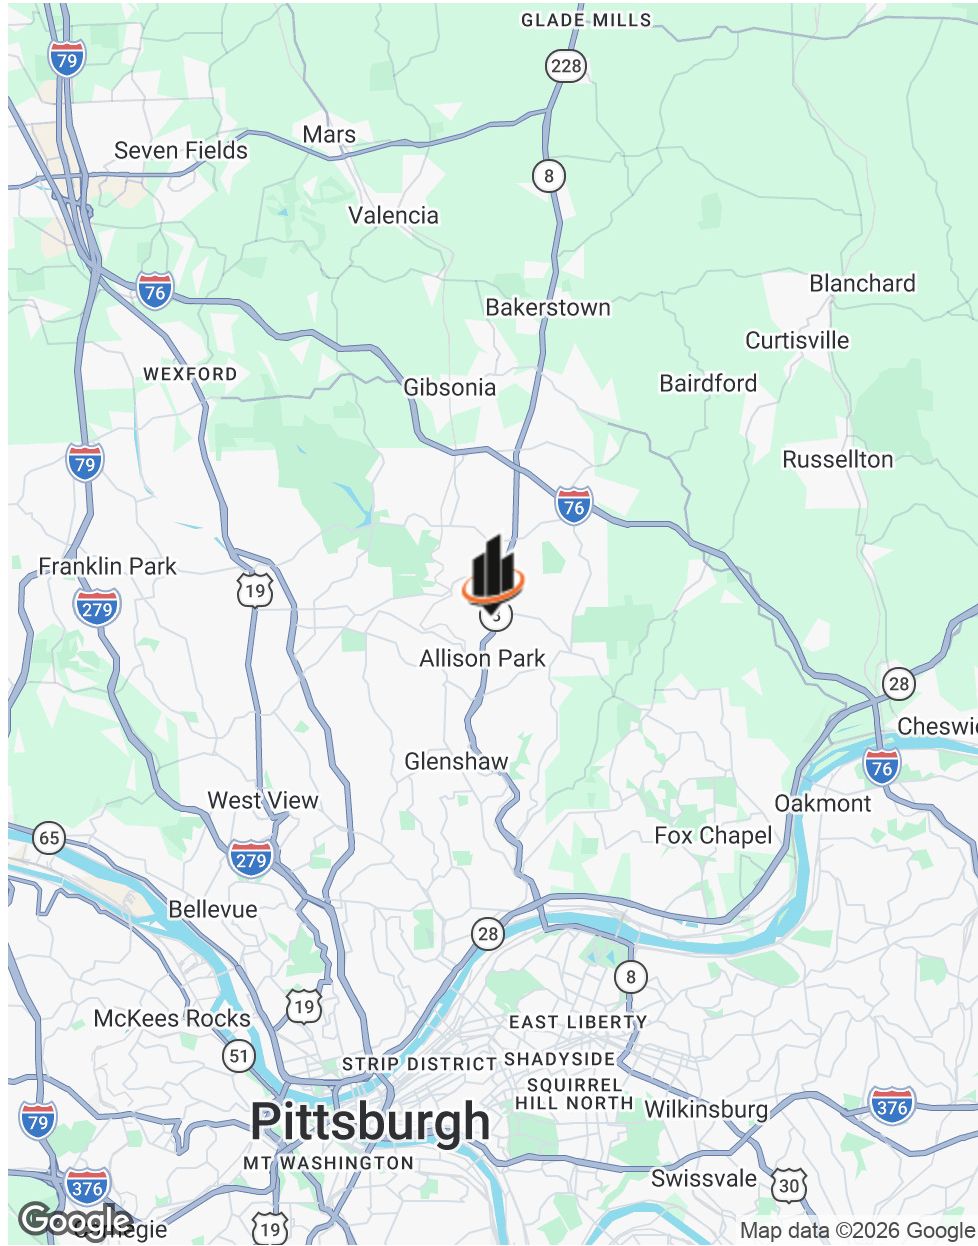 GLADE MILLS
79
228
Mars
Seven Fields
8
Valencia
76
Blanchard
Bakerstown
Curtisville
WEXFORD
Bairdford
Gibsonia
79
Russellton
76
Franklin Park
19
279
Allison Park
28
Cheswic
Glenshaw
76
West View
Oakmont
65
Fox Chapel
279
Bellevue
28
8
19
McKees Rocks
EAST LIBERTY
51
STRIP DISTRICT
SHADYSIDE
SQUIRREL
HILL NORTH
376
Pittsburgh
Wilkinsburg
79
MT WASHINGTON
Swissvale
376
30
Google
Carnegie
19
Map data ©2026 Google